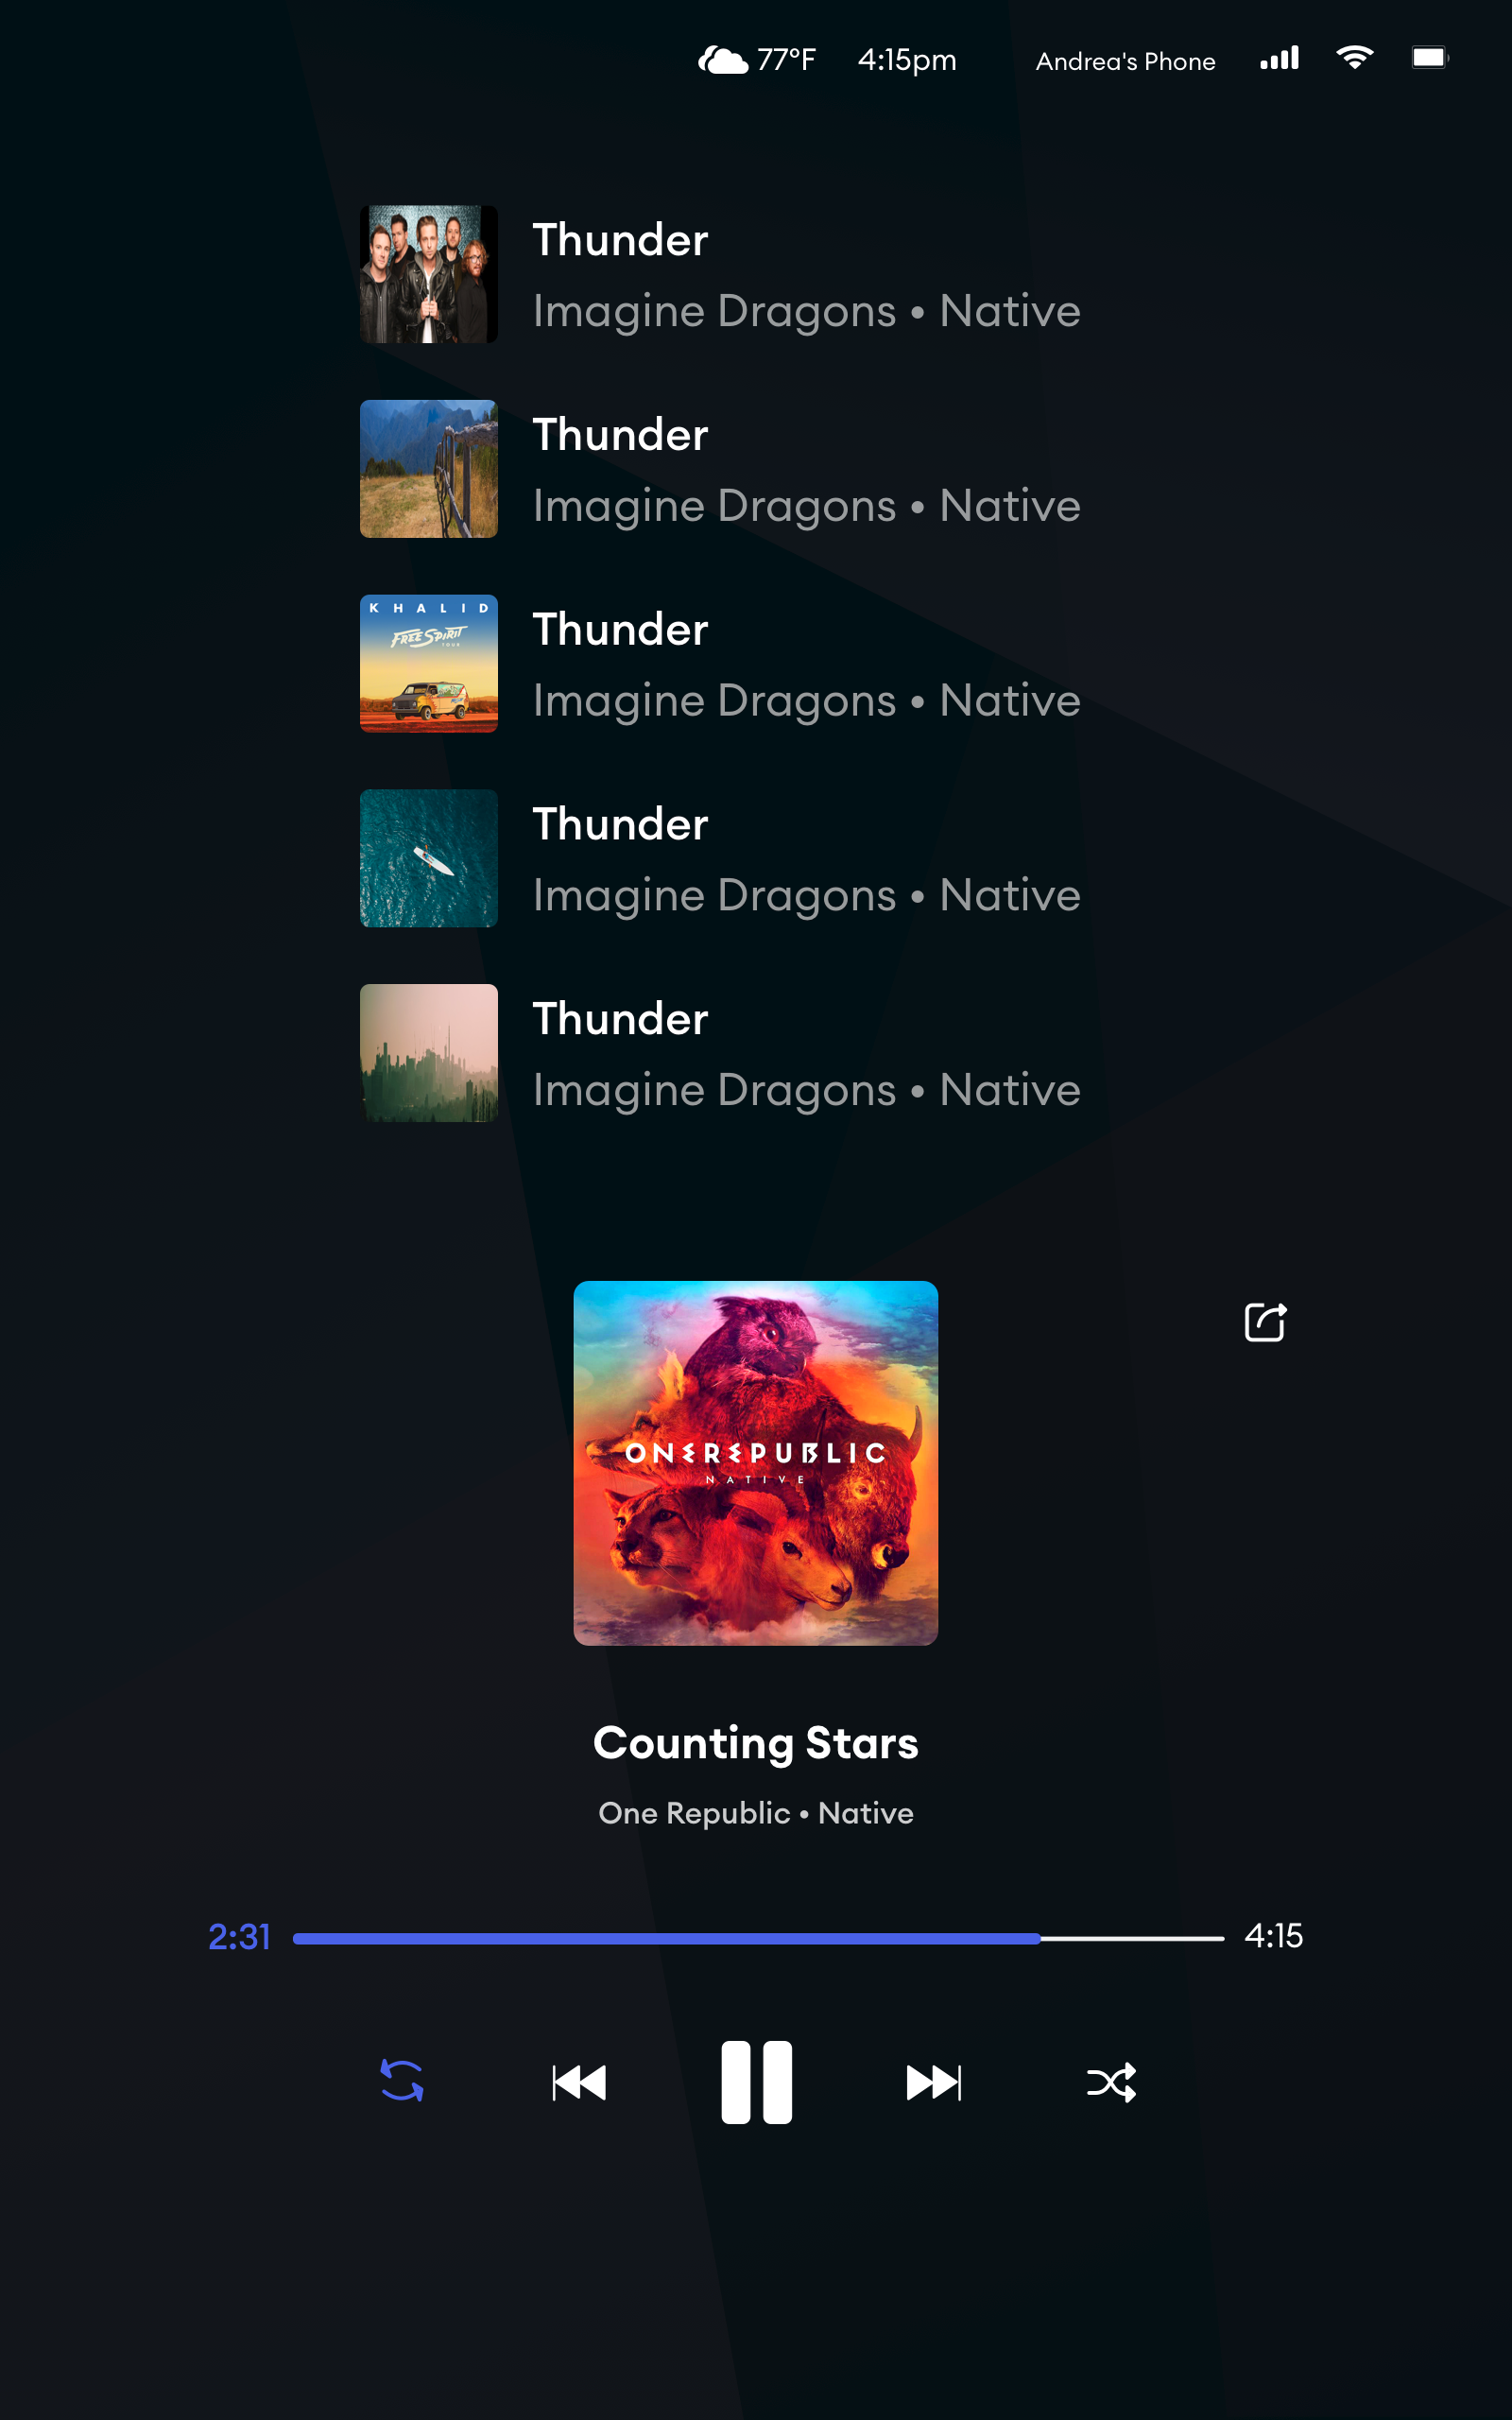 77°F 4:15pm Andrea's Phone
Thunder
Imagine Dragons • Native
Thunder
Imagine Dragons • Native
KHALID
FREE SPIRIT
TOUR
Thunder
Imagine Dragons • Native
Thunder
Imagine Dragons • Native
Thunder
Imagine Dragons • Native
ONEREPUBLIC
NATIVE
Counting Stars
One Republic • Native
2:31 4:15